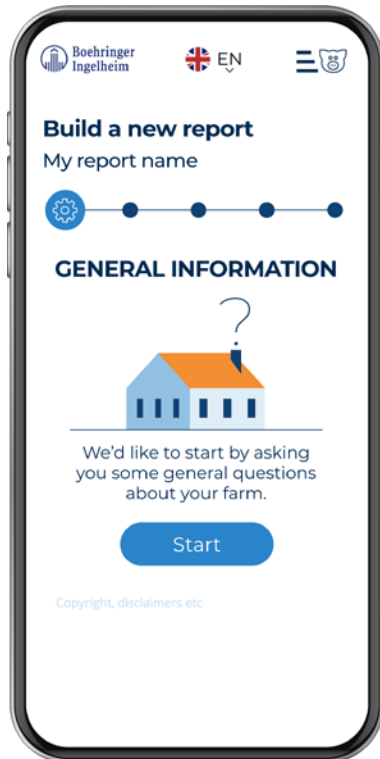 Boehringer
Ingelheim
EN
Build a new report
My report name
GENERAL INFORMATION
?
We'd like to start by asking
you some general questions
about your farm.
Start
Copyright, disclaimers etc